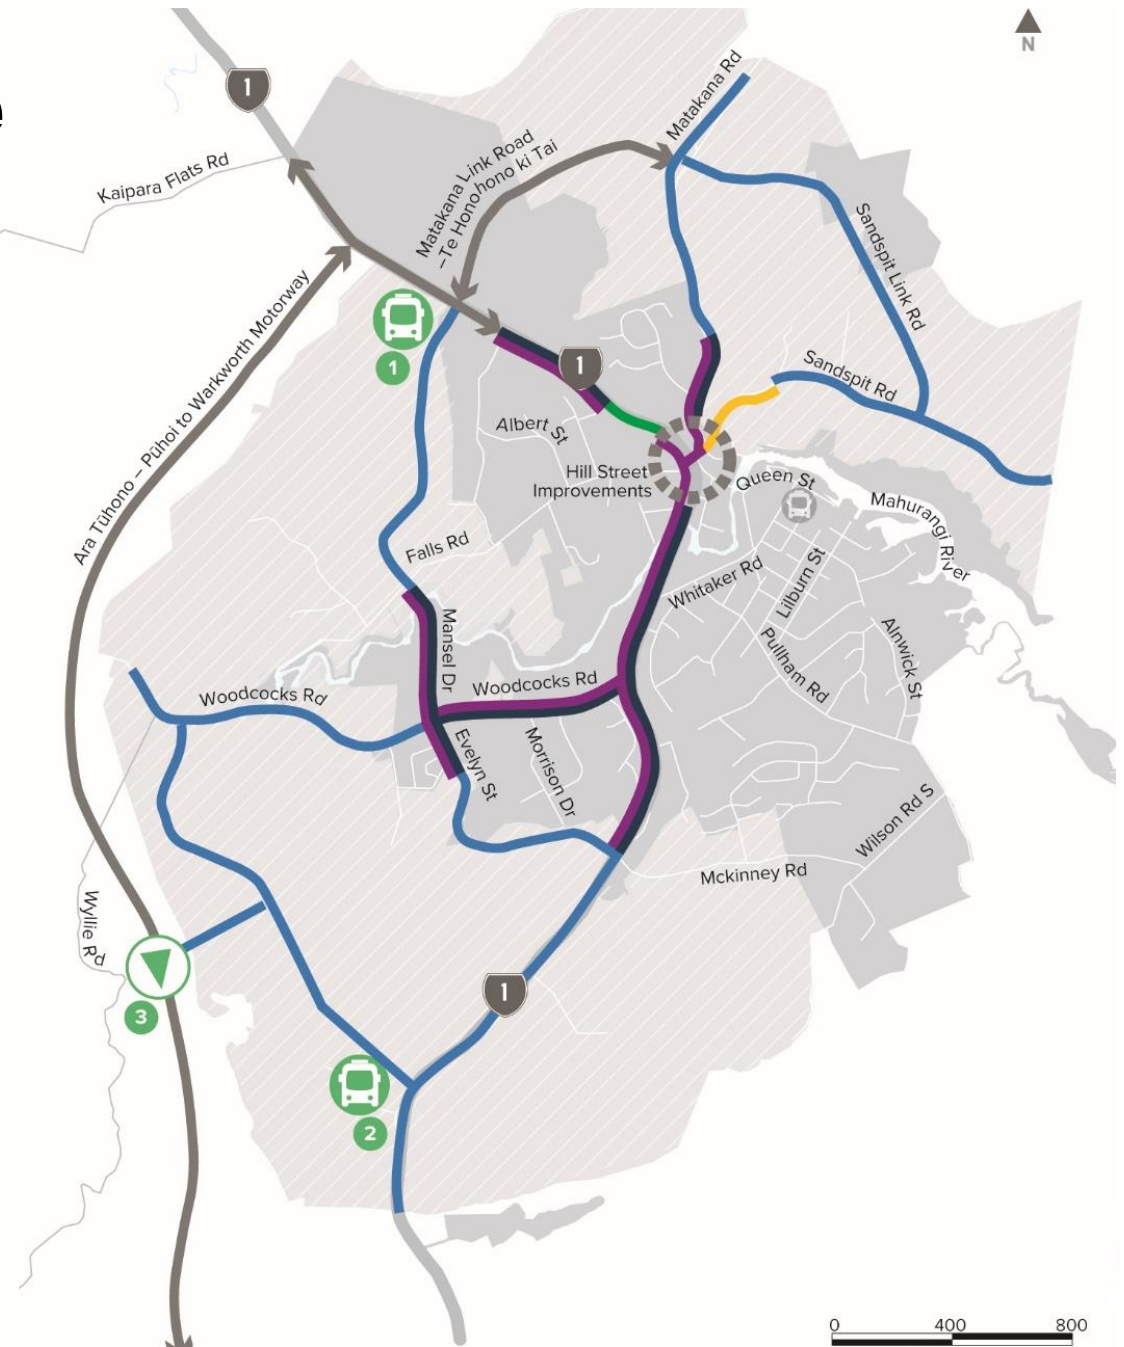 e
N
1
Matakana Rd
Kaipara Flats Rd
Matakana Link Road
–Te Honohono ki Tai
Sandspit Link Rd
Ara Tūhono – Pūhoi to Warkworth Motorway
1
1
Sandspit Rd
Albert St
Hill Street
Improvements
Queen St
Mahurangi River
Falls Rd
Whitaker Rd
Lilburn St
Mansel Dr
Pullham Rd
Alnwick St
Woodcocks Rd
Woodcocks Rd
Evelyn St
Morrison Dr
Wilson Rd S
Mckinney Rd
Wyllie Rd
1
3
2
0 400 800